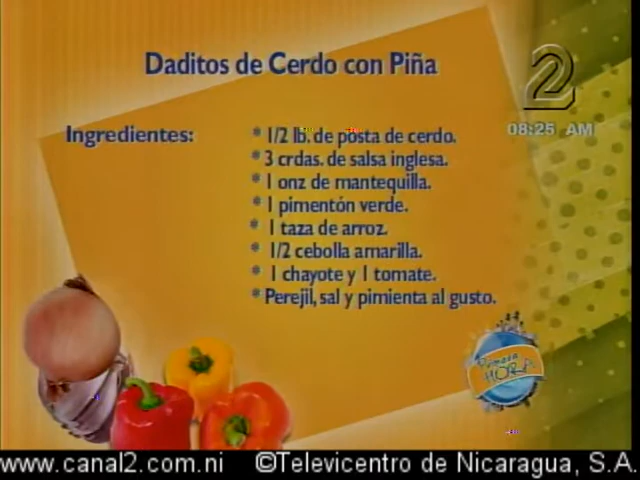 Daditos de Cerdo con Piña
2
08:25 AM
Ingredientes:
* 1/2 lb. de posta de cerdo.
* 3 crdas. de salsa inglesa.
* 1 onz de mantequilla.
* 1 pimentón verde.
* 1 taza de arroz.
* 1/2 cebolla amarilla.
* 1 chayote y 1 tomate.
* Perejil, sal y pimienta al gusto.
Primera
HORA
www.canal2.com.ni ©Televicentro de Nicaragua, S.A.